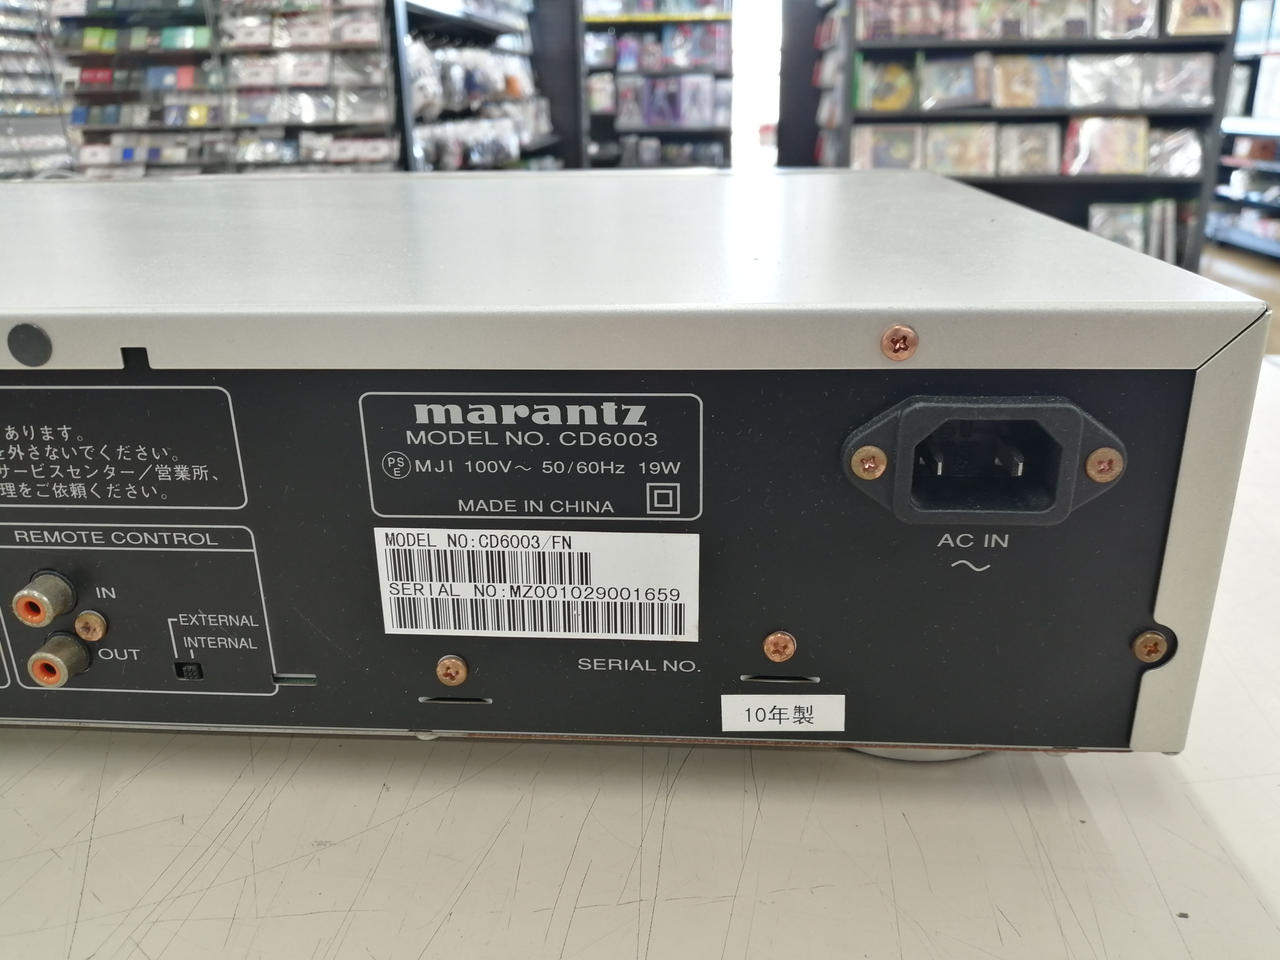 あります。
を外さないでください。
サービスセンター／営業所、
理をご依頼ください。
REMOTE CONTROL
IN
OUT
EXTERNAL
INTERNAL
marantz
MODEL NO. CD6003
PS E MJI 100V～ 50/60Hz 19W
MADE IN CHINA
MODEL NO:CD6003/FN
SERIAL NO:MZ001029001659
SERIAL NO.
10年製
AC IN
～